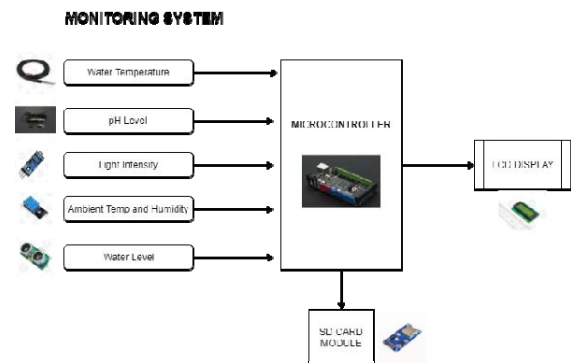 MONITORING SYSTEM
Water Temperature
pH Level
Light Intensity
Ambient Temp and Humidity
Water Level
MICROCONTROLLER
LCD DISPLAY
SD CARD
MODULE